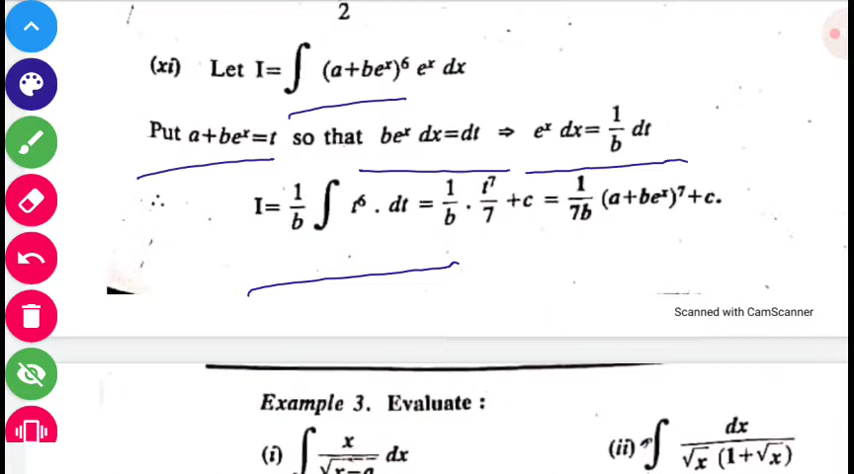 2
(xi) Let I=∫ (a+beˣ)⁶ eˣ dx
Put a+beˣ=t so that beˣ dx=dt ⇒ eˣ dx= 1/b dt
∴ I= 1/b ∫ t⁶ . dt = 1/b . t⁷/7 +c = 1/7b (a+beˣ)⁷+c.
Scanned with CamScanner
Example 3. Evaluate :
(i) ∫ x/√x−a dx (ii) ∫ dx/√x (1+√x)